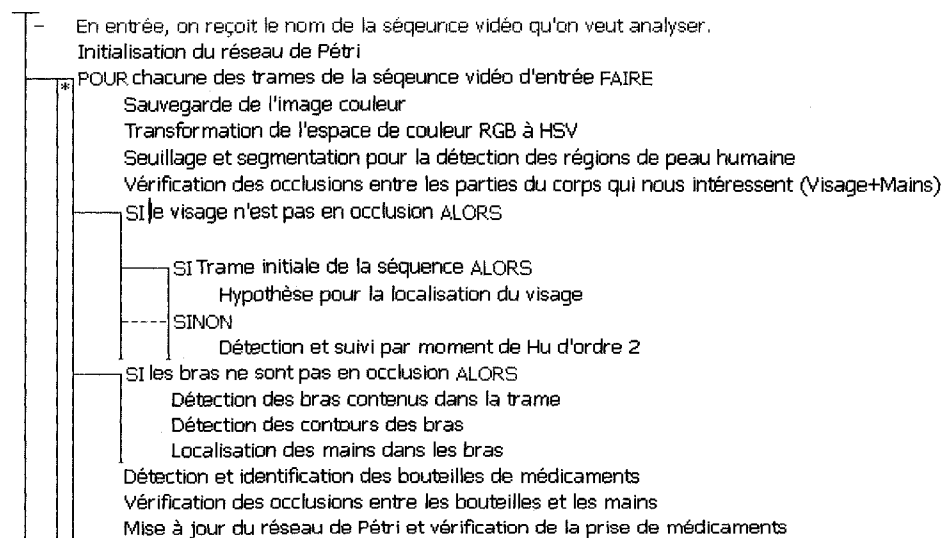 En entrée, on reçoit le nom de la séqeunce vidéo qu'on veut analyser.
Initialisation du réseau de Pétri
* POUR chacune des trames de la séqeunce vidéo d'entrée FAIRE
Sauvegarde de l'image couleur
Transformation de l'espace de couleur RGB à HSV
Seuillage et segmentation pour la détection des régions de peau humaine
Vérification des occlusions entre les parties du corps qui nous intéressent (Visage+Mains)
SI le visage n'est pas en occlusion ALORS
SI Trame initiale de la séquence ALORS
Hypothèse pour la localisation du visage
SINON
Détection et suivi par moment de Hu d'ordre 2
SI les bras ne sont pas en occlusion ALORS
Détection des bras contenus dans la trame
Détection des contours des bras
Localisation des mains dans les bras
Détection et identification des bouteilles de médicaments
Vérification des occlusions entre les bouteilles et les mains
Mise à jour du réseau de Pétri et vérification de la prise de médicaments